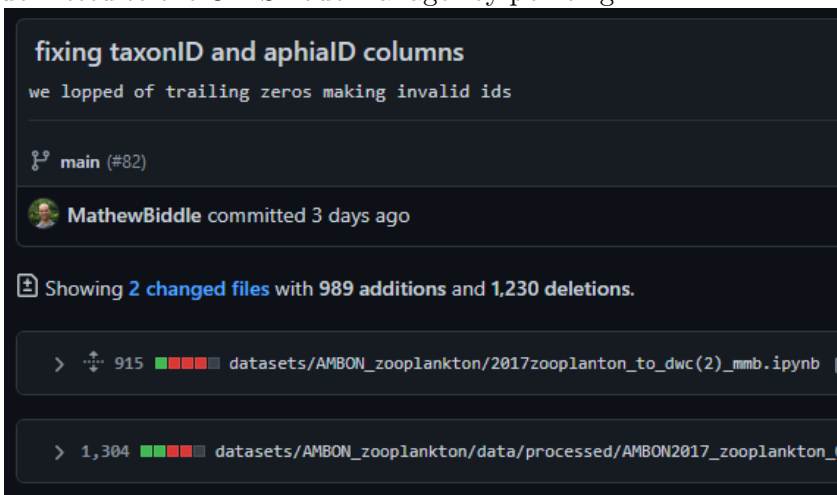 fixing taxonID and aphiaID columns
we lopped of trailing zeros making invalid ids
main (#82)
MathewBiddle committed 3 days ago
Showing 2 changed files with 989 additions and 1,230 deletions.
915 datasets/AMBON_zooplankton/2017zooplanton_to_dwc(2)_mmb.ipynb
1,304 datasets/AMBON_zooplankton/data/processed/AMBON2017_zooplankton_